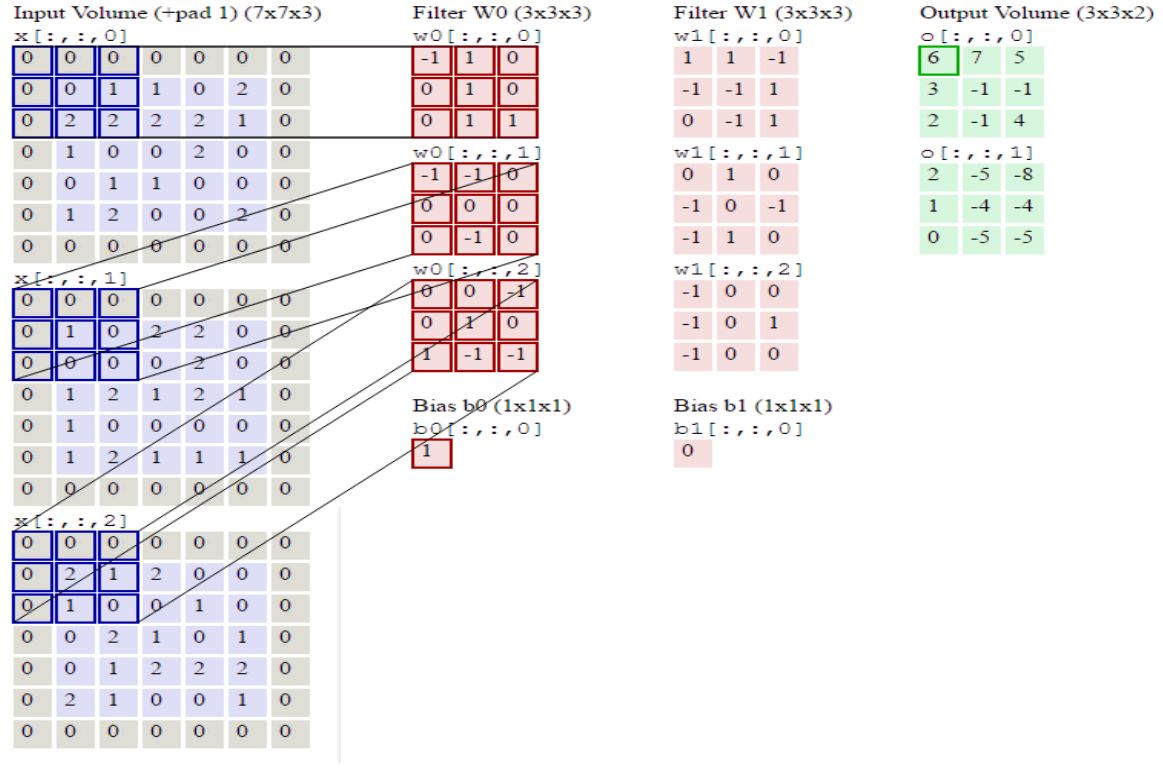 Input Volume (+pad 1) (7x7x3)
x[:,:,0]
0 0 0 0 0 0 0
0 0 1 1 0 2 0
0 2 2 2 2 1 0
0 1 0 0 2 0 0
0 0 1 1 0 0 0
0 1 2 0 0 2 0
0 0 0 0 0 0 0
x[:,:,1]
0 0 0 0 0 0 0
0 1 0 2 2 0 0
0 0 0 0 2 0 0
0 1 2 1 2 1 0
0 1 0 0 0 0 0
0 1 2 1 1 1 0
0 0 0 0 0 0 0
x[:,:,2]
0 0 0 0 0 0 0
0 2 1 2 0 0 0
0 1 0 0 1 0 0
0 0 2 1 0 1 0
0 0 1 2 2 2 0
0 2 1 0 0 1 0
0 0 0 0 0 0 0
Filter W0 (3x3x3)
w0[:,:,0]
-1 1 0
0 1 0
0 1 1
w0[:,:,1]
-1 -1 0
0 0 0
0 -1 0
w0[:,:,2]
0 0 -1
0 1 0
1 -1 -1
Bias b0 (1x1x1)
b0[:,:,0]
1
Filter W1 (3x3x3)
w1[:,:,0]
1 1 -1
-1 -1 1
0 -1 1
w1[:,:,1]
0 1 0
-1 0 -1
-1 1 0
w1[:,:,2]
-1 0 0
-1 0 1
-1 0 0
Bias b1 (1x1x1)
b1[:,:,0]
0
Output Volume (3x3x2)
o[:,:,0]
6 7 5
3 -1 -1
2 -1 4
o[:,:,1]
2 -5 -8
1 -4 -4
0 -5 -5